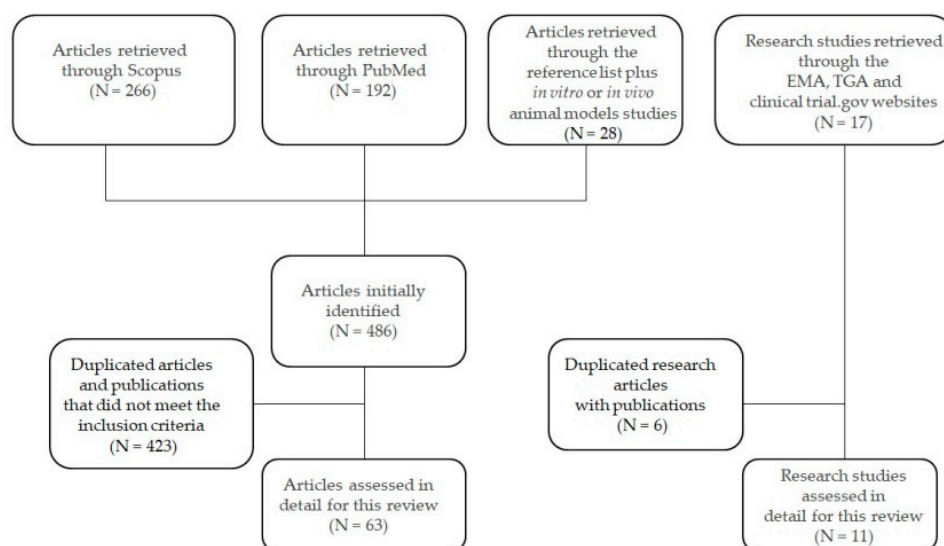 Articles retrieved
through Scopus
(N = 266)
Articles retrieved
through PubMed
(N = 192)
Articles retrieved
through the
reference list plus
in vitro or in vivo
animal models studies
(N = 28)
Research studies retrieved
through the
EMA, TGA and
clinical trial.gov websites
(N = 17)
Articles initially
identified
(N = 486)
Duplicated articles
and publications
that did not meet the
inclusion criteria
(N = 423)
Duplicated research
articles
with publications
(N = 6)
Articles assessed in
detail for this review
(N = 63)
Research studies
assessed in
detail for this review
(N = 11)